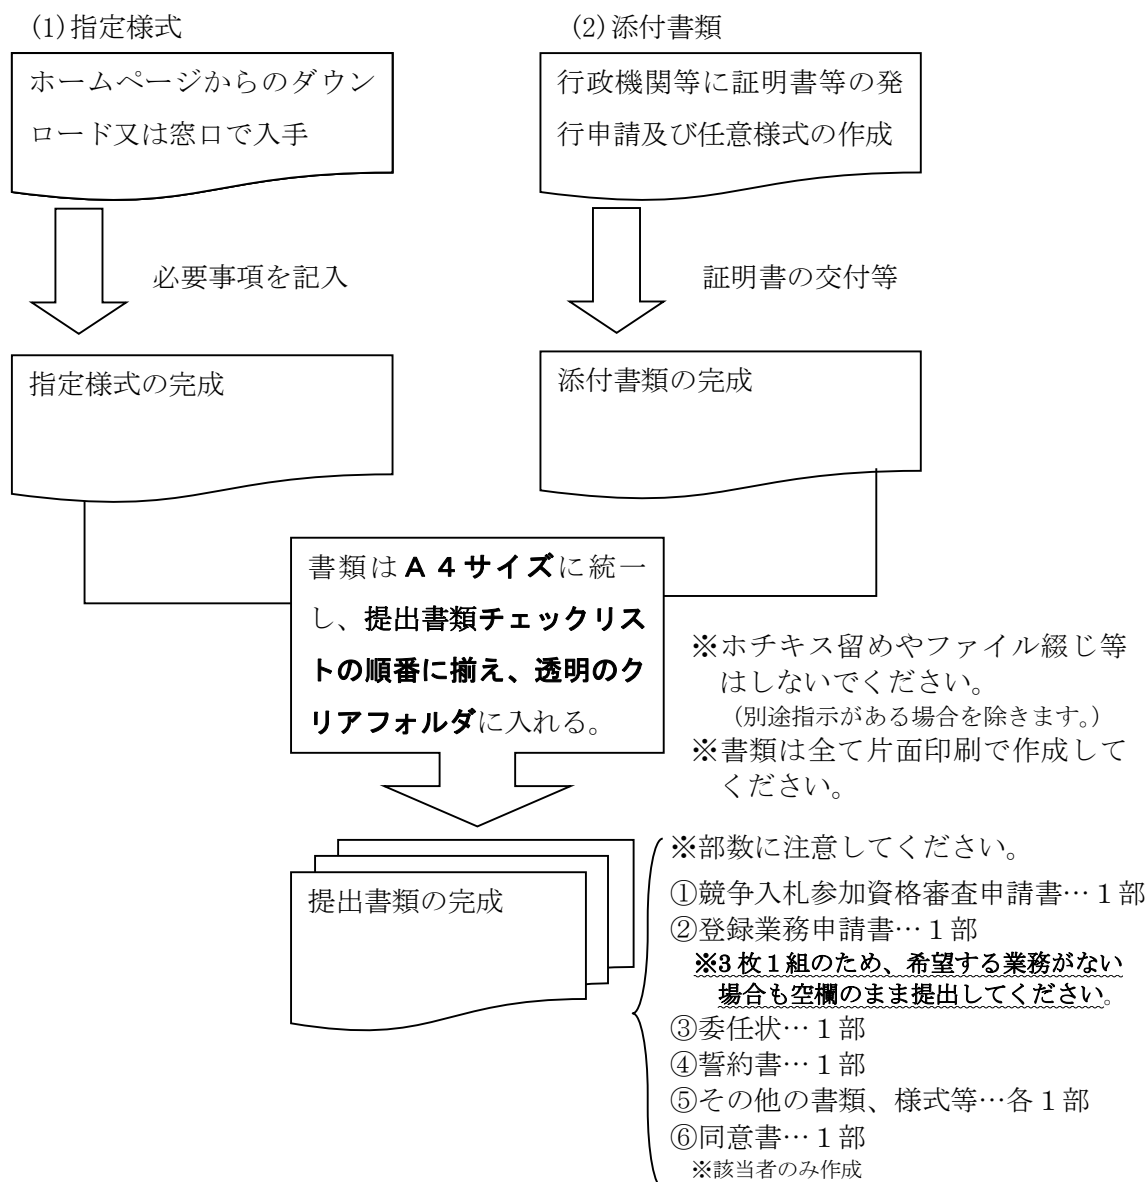 (1)指定様式
(2)添付書類
ホームページからのダウン
ロード又は窓口で入手
行政機関等に証明書等の発
行申請及び任意様式の作成
必要事項を記入
証明書の交付等
指定様式の完成
添付書類の完成
書類はＡ４サイズに統一
し、提出書類チェックリス
トの順番に揃え、透明のク
リアフォルダに入れる。
※ホチキス留めやファイル綴じ等
はしないでください。
（別途指示がある場合を除きます。）
※書類は全て片面印刷で作成して
ください。
提出書類の完成
※部数に注意してください。
①競争入札参加資格審査申請書…１部
②登録業務申請書…１部
※3枚１組のため、希望する業務がない
場合も空欄のまま提出してください。
③委任状…１部
④誓約書…１部
⑤その他の書類、様式等…各１部
⑥同意書…１部
※該当者のみ作成